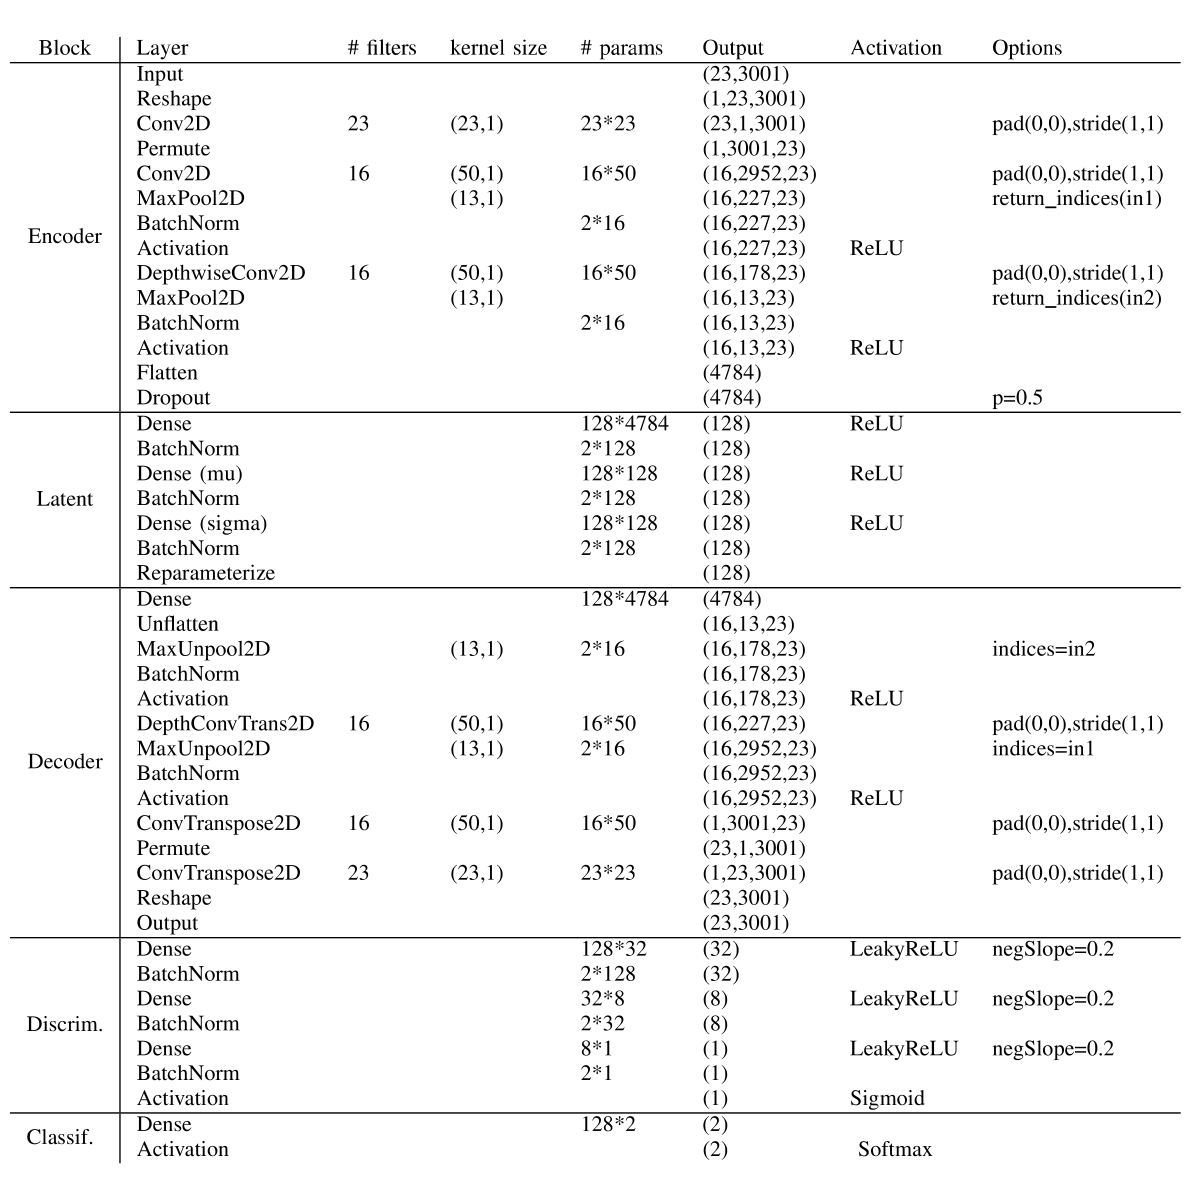 Block Layer # filters kernel size # params Output Activation Options
Input (23,3001)
Reshape (1,23,3001)
Conv2D 23 (23,1) 23*23 (23,1,3001) pad(0,0),stride(1,1)
Permute (1,3001,23)
Conv2D 16 (50,1) 16*50 (16,2952,23) pad(0,0),stride(1,1)
MaxPool2D (13,1) (16,227,23) return_indices(in1)
BatchNorm 2*16 (16,227,23)
Encoder
Activation (16,227,23) ReLU
DepthwiseConv2D 16 (50,1) 16*50 (16,178,23) pad(0,0),stride(1,1)
MaxPool2D (13,1) (16,13,23) return_indices(in2)
BatchNorm 2*16 (16,13,23)
Activation (16,13,23) ReLU
Flatten (4784)
Dropout (4784) p=0.5
Dense 128*4784 (128) ReLU
BatchNorm 2*128 (128)
Dense (mu) 128*128 (128) ReLU
Latent BatchNorm 2*128 (128)
Dense (sigma) 128*128 (128) ReLU
BatchNorm 2*128 (128)
Reparameterize (128)
Dense 128*4784 (4784)
Unflatten (16,13,23)
MaxUnpool2D (13,1) 2*16 (16,178,23) indices=in2
BatchNorm (16,178,23)
Activation (16,178,23) ReLU
DepthConvTrans2D 16 (50,1) 16*50 (16,227,23) pad(0,0),stride(1,1)
MaxUnpool2D (13,1) 2*16 (16,2952,23) indices=in1
Decoder
BatchNorm (16,2952,23)
Activation (16,2952,23) ReLU
ConvTranspose2D 16 (50,1) 16*50 (1,3001,23) pad(0,0),stride(1,1)
Permute (23,1,3001)
ConvTranspose2D 23 (23,1) 23*23 (1,23,3001) pad(0,0),stride(1,1)
Reshape (23,3001)
Output (23,3001)
Dense 128*32 (32) LeakyReLU negSlope=0.2
BatchNorm 2*128 (32)
Dense 32*8 (8) LeakyReLU negSlope=0.2
Discrim. BatchNorm 2*32 (8)
Dense 8*1 (1) LeakyReLU negSlope=0.2
BatchNorm 2*1 (1)
Activation (1) Sigmoid
Dense 128*2 (2)
Classif.
Activation (2) Softmax